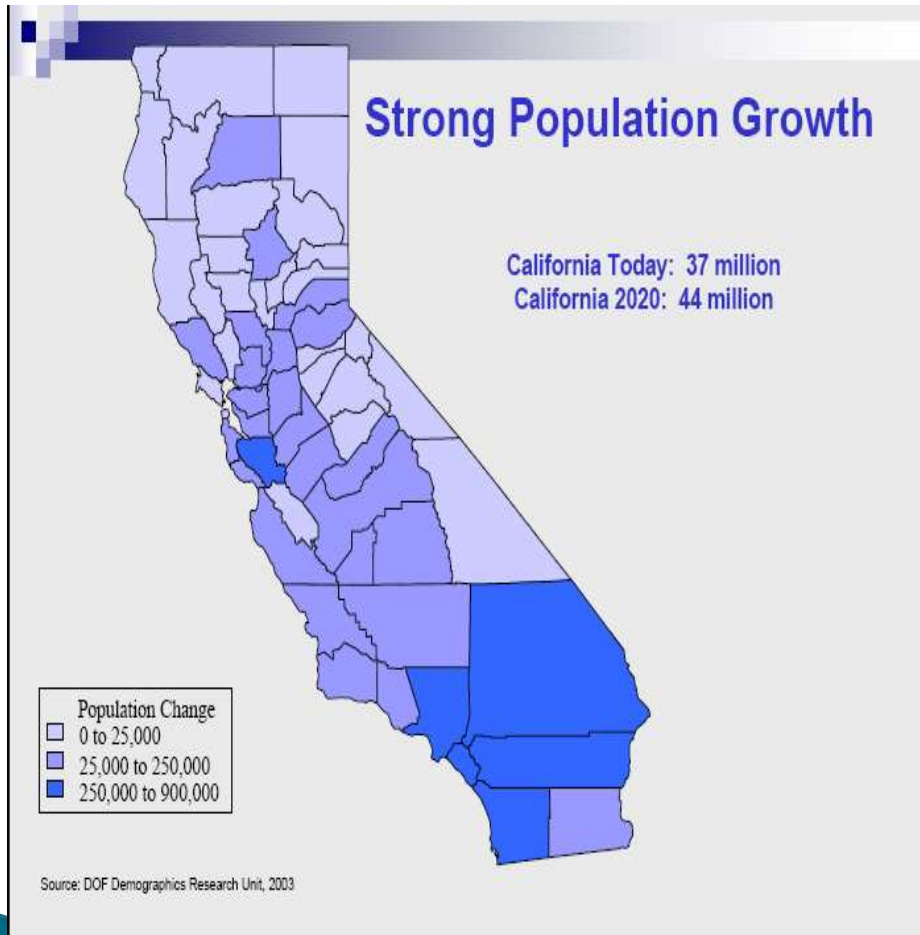 Strong Population Growth
California Today: 37 million
California 2020: 44 million
Population Change
0 to 25,000
25,000 to 250,000
250,000 to 900,000
Source: DOF Demographics Research Unit, 2003